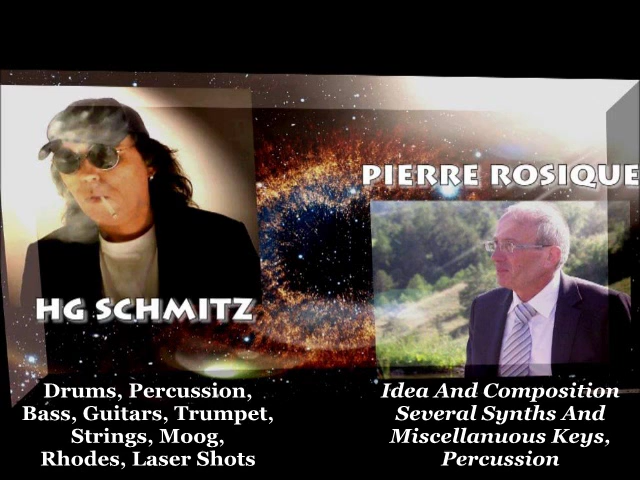 HG SCHMITZ
Drums, Percussion,
Bass, Guitars, Trumpet,
Strings, Moog,
Rhodes, Laser Shots
PIERRE ROSIQUE
Idea And Composition
Several Synths And
Miscellanuous Keys,
Percussion